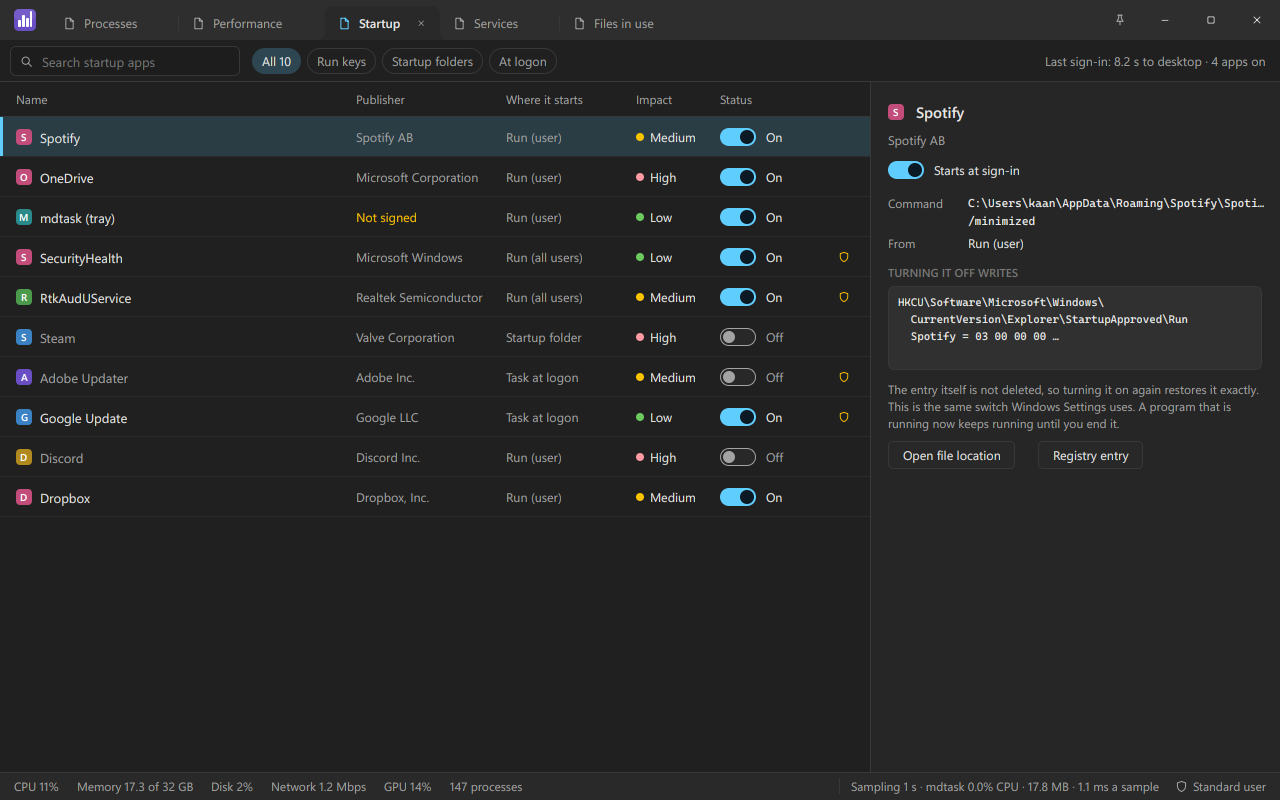 Processes
Performance
Startup
Services
Files in use
Search startup apps
All 10
Run keys
Startup folders
At logon
Last sign-in: 8.2 s to desktop · 4 apps on
Name Publisher Where it starts Impact Status
S Spotify Spotify AB Run (user) Medium On
O OneDrive Microsoft Corporation Run (user) High On
M mdtask (tray) Not signed Run (user) Low On
S SecurityHealth Microsoft Windows Run (all users) Low On
R RtkAudUService Realtek Semiconductor Run (all users) Medium On
S Steam Valve Corporation Startup folder High Off
A Adobe Updater Adobe Inc. Task at logon Medium Off
G Google Update Google LLC Task at logon Low On
D Discord Discord Inc. Run (user) High Off
D Dropbox Dropbox, Inc. Run (user) Medium On
S Spotify
Spotify AB
Starts at sign-in
Command C:\Users\kaan\AppData\Roaming\Spotify\Spoti…
/minimized
From Run (user)
TURNING IT OFF WRITES
HKCU\Software\Microsoft\Windows\
CurrentVersion\Explorer\StartupApproved\Run
Spotify = 03 00 00 00 …
The entry itself is not deleted, so turning it on again restores it exactly.
This is the same switch Windows Settings uses. A program that is
running now keeps running until you end it.
Open file location
Registry entry
CPU 11% Memory 17.3 of 32 GB Disk 2% Network 1.2 Mbps GPU 14% 147 processes
Sampling 1 s · mdtask 0.0% CPU · 17.8 MB · 1.1 ms a sample Standard user